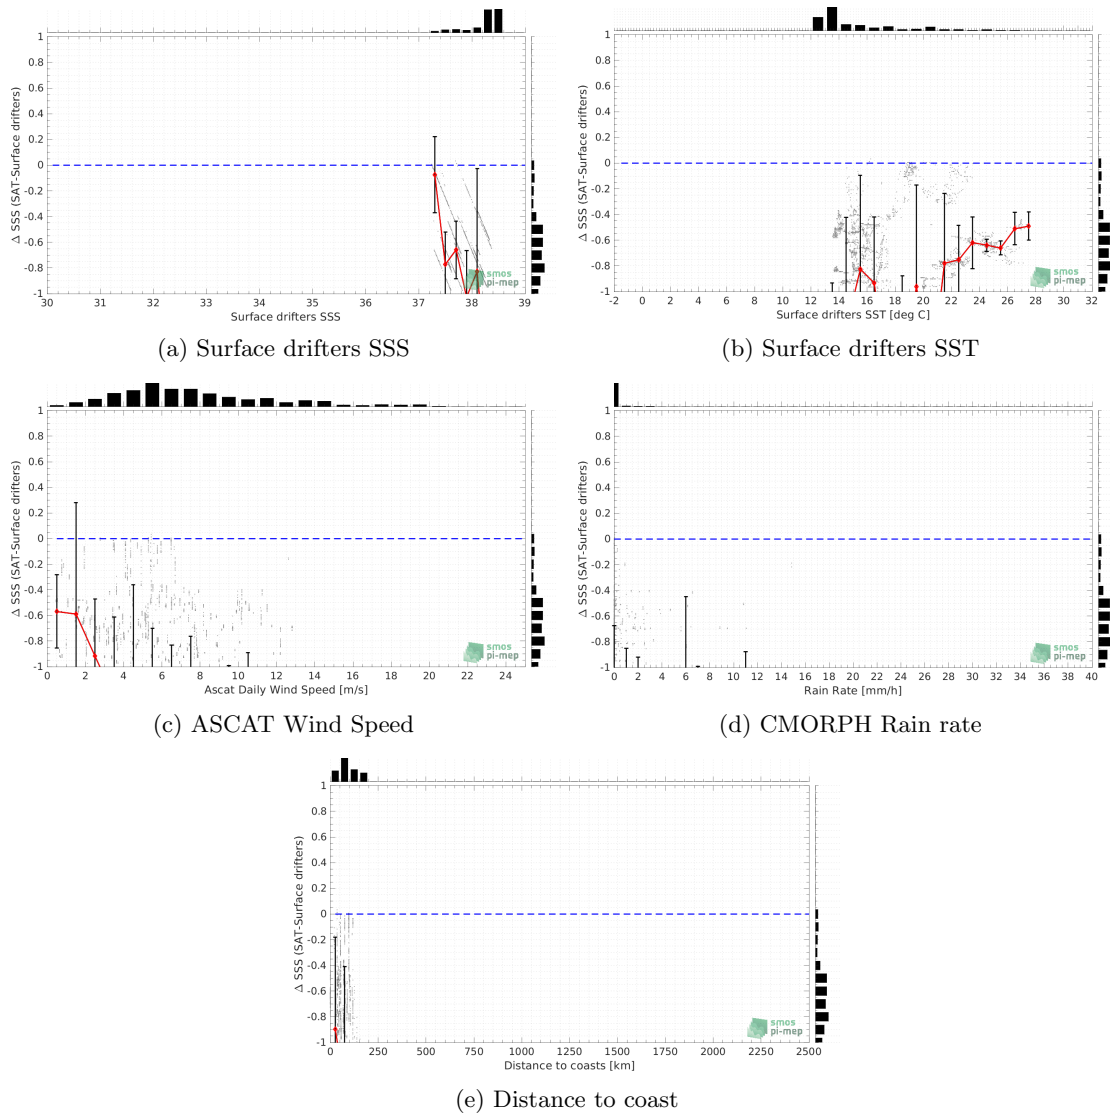 1
0.8
0.6
0.4
0.2
0
-0.2
-0.4
-0.6
-0.8
-1
Δ SSS (SAT-Surface drifters)
30 31 32 33 34 35 36 37 38 39
Surface drifters SSS
smos
pi-mep
(a) Surface drifters SSS
1
0.8
0.6
0.4
0.2
0
-0.2
-0.4
-0.6
-0.8
-1
Δ SSS (SAT-Surface drifters)
-2 0 2 4 6 8 10 12 14 16 18 20 22 24 26 28 30 32
Surface drifters SST [deg C]
smos
pi-mep
(b) Surface drifters SST
1
0.8
0.6
0.4
0.2
0
-0.2
-0.4
-0.6
-0.8
-1
Δ SSS (SAT-Surface drifters)
0 2 4 6 8 10 12 14 16 18 20 22 24
Ascat Daily Wind Speed [m/s]
smos
pi-mep
(c) ASCAT Wind Speed
1
0.8
0.6
0.4
0.2
0
-0.2
-0.4
-0.6
-0.8
-1
Δ SSS (SAT-Surface drifters)
0 2 4 6 8 10 12 14 16 18 20 22 24 26 28 30 32 34 36 38 40
Rain Rate [mm/h]
smos
pi-mep
(d) CMORPH Rain rate
1
0.8
0.6
0.4
0.2
0
-0.2
-0.4
-0.6
-0.8
-1
Δ SSS (SAT-Surface drifters)
0 250 500 750 1000 1250 1500 1750 2000 2250 2500
Distance to coasts [km]
smos
pi-mep
(e) Distance to coast